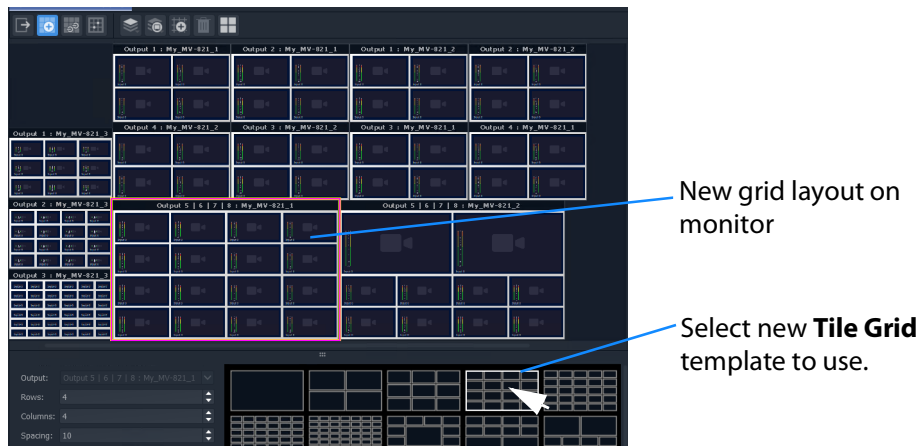 Output 1 : My_MV-821_1 Output 2 : My_MV-821_1 Output 1 : My_MV-821_2 Output 2 : My_MV-821_2
Output 4 : My_MV-821_2 Output 3 : My_MV-821_2 Output 3 : My_MV-821_1 Output 4 : My_MV-821_1
Output 1 : My_MV-821_3
Output 2 : My_MV-821_3
Output 5 | 6 | 7 | 8 : My_MV-821_1 Output 5 | 6 | 7 | 8 : My_MV-821_2
Output 3 : My_MV-821_3
New grid layout on
monitor
Select new Tile Grid
template to use.
Output: Output 5 | 6 | 7 | 8 : My_MV-821_1
Rows: 4
Columns: 4
Spacing: 10